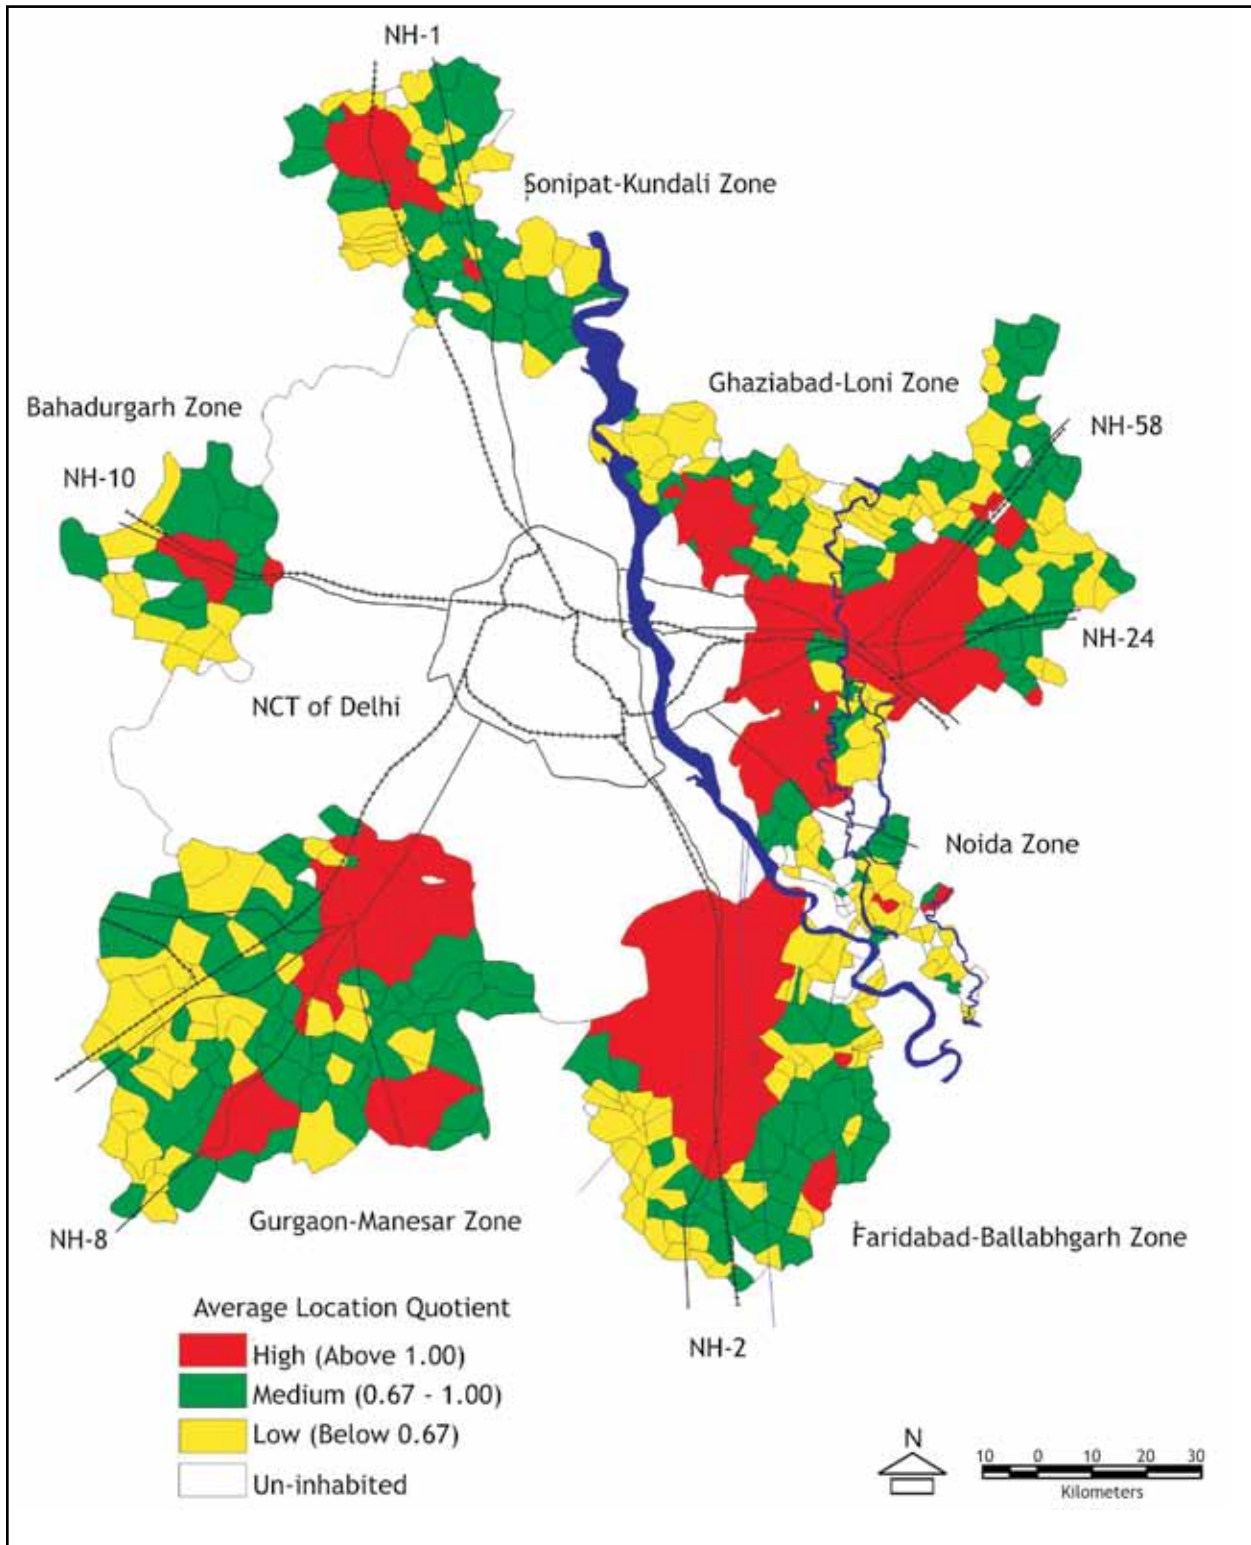 NH-1
Sonipat-Kundali Zone
Ghaziabad-Loni Zone
Bahadurgarh Zone
NH-58
NH-10
NH-24
NCT of Delhi
Noida Zone
Gurgaon-Manesar Zone
NH-8
Faridabad-Ballabhgarh Zone
Average Location Quotient
NH-2
High (Above 1.00)
Medium (0.67 - 1.00)
Low (Below 0.67)
Un-inhabited
N
10 0 10 20 30
Kilometers